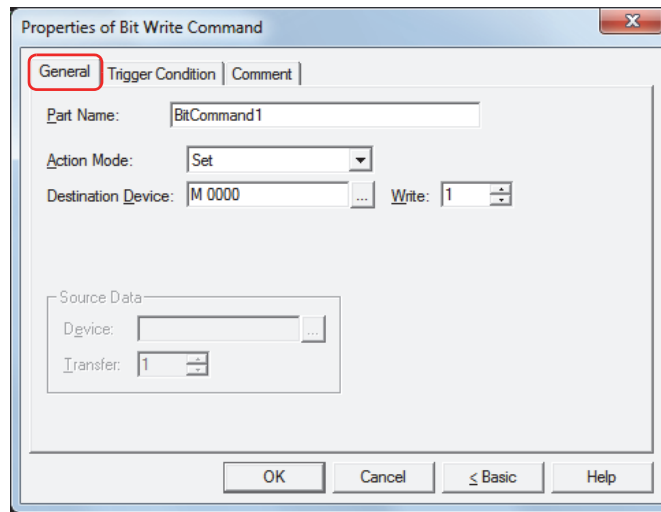 Properties of Bit Write Command
General Trigger Condition Comment
Part Name: BitCommand1
Action Mode: Set
Destination Device: M 0000 ... Write: 1
Source Data
Device: ...
Transfer: 1
OK Cancel ≤ Basic Help